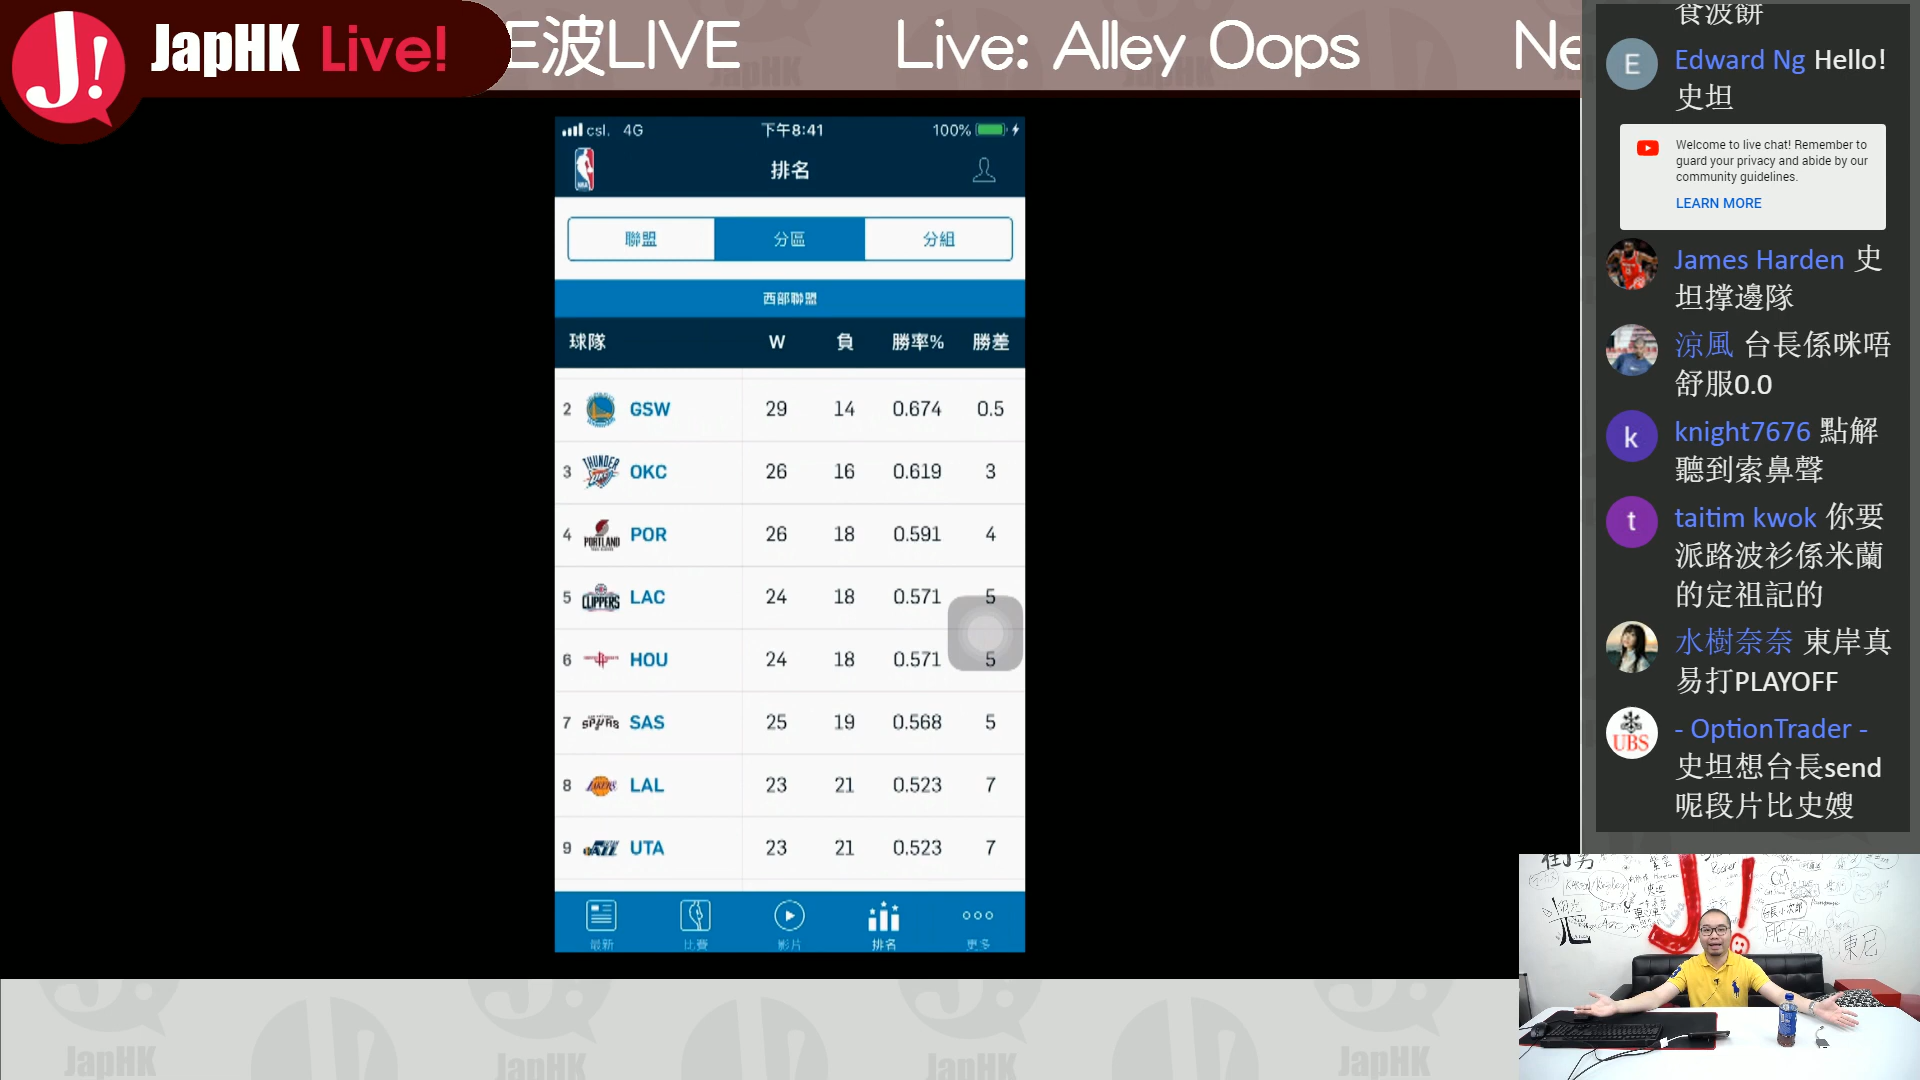 JapHK Live!
E波LIVE Live: Alley Oops Ne
csl. 4G 下午8:41 100%
排名
聯盟 分區 分組
西部聯盟
球隊 W 負 勝率% 勝差
2 GSW 29 14 0.674 0.5
3 OKC 26 16 0.619 3
4 POR 26 18 0.591 4
5 LAC 24 18 0.571 5
6 HOU 24 18 0.571 5
7 SAS 25 19 0.568 5
8 LAL 23 21 0.523 7
9 UTA 23 21 0.523 7
最新 比賽 影片 排名 更多
食波餅
E Edward Ng Hello!
史坦
Welcome to live chat! Remember to
guard your privacy and abide by our
community guidelines.
LEARN MORE
James Harden 史
坦撐邊隊
涼風 台長係咪唔
舒服0.0
k knight7676 點解
聽到索鼻聲
t taitim kwok 你要
派路波衫係米蘭
的定祖記的
水樹奈奈 東岸真
易打PLAYOFF
UBS - OptionTrader -
史坦想台長send
呢段片比史嫂
J!
東尼
JapHK JapHK JapHK JapHK